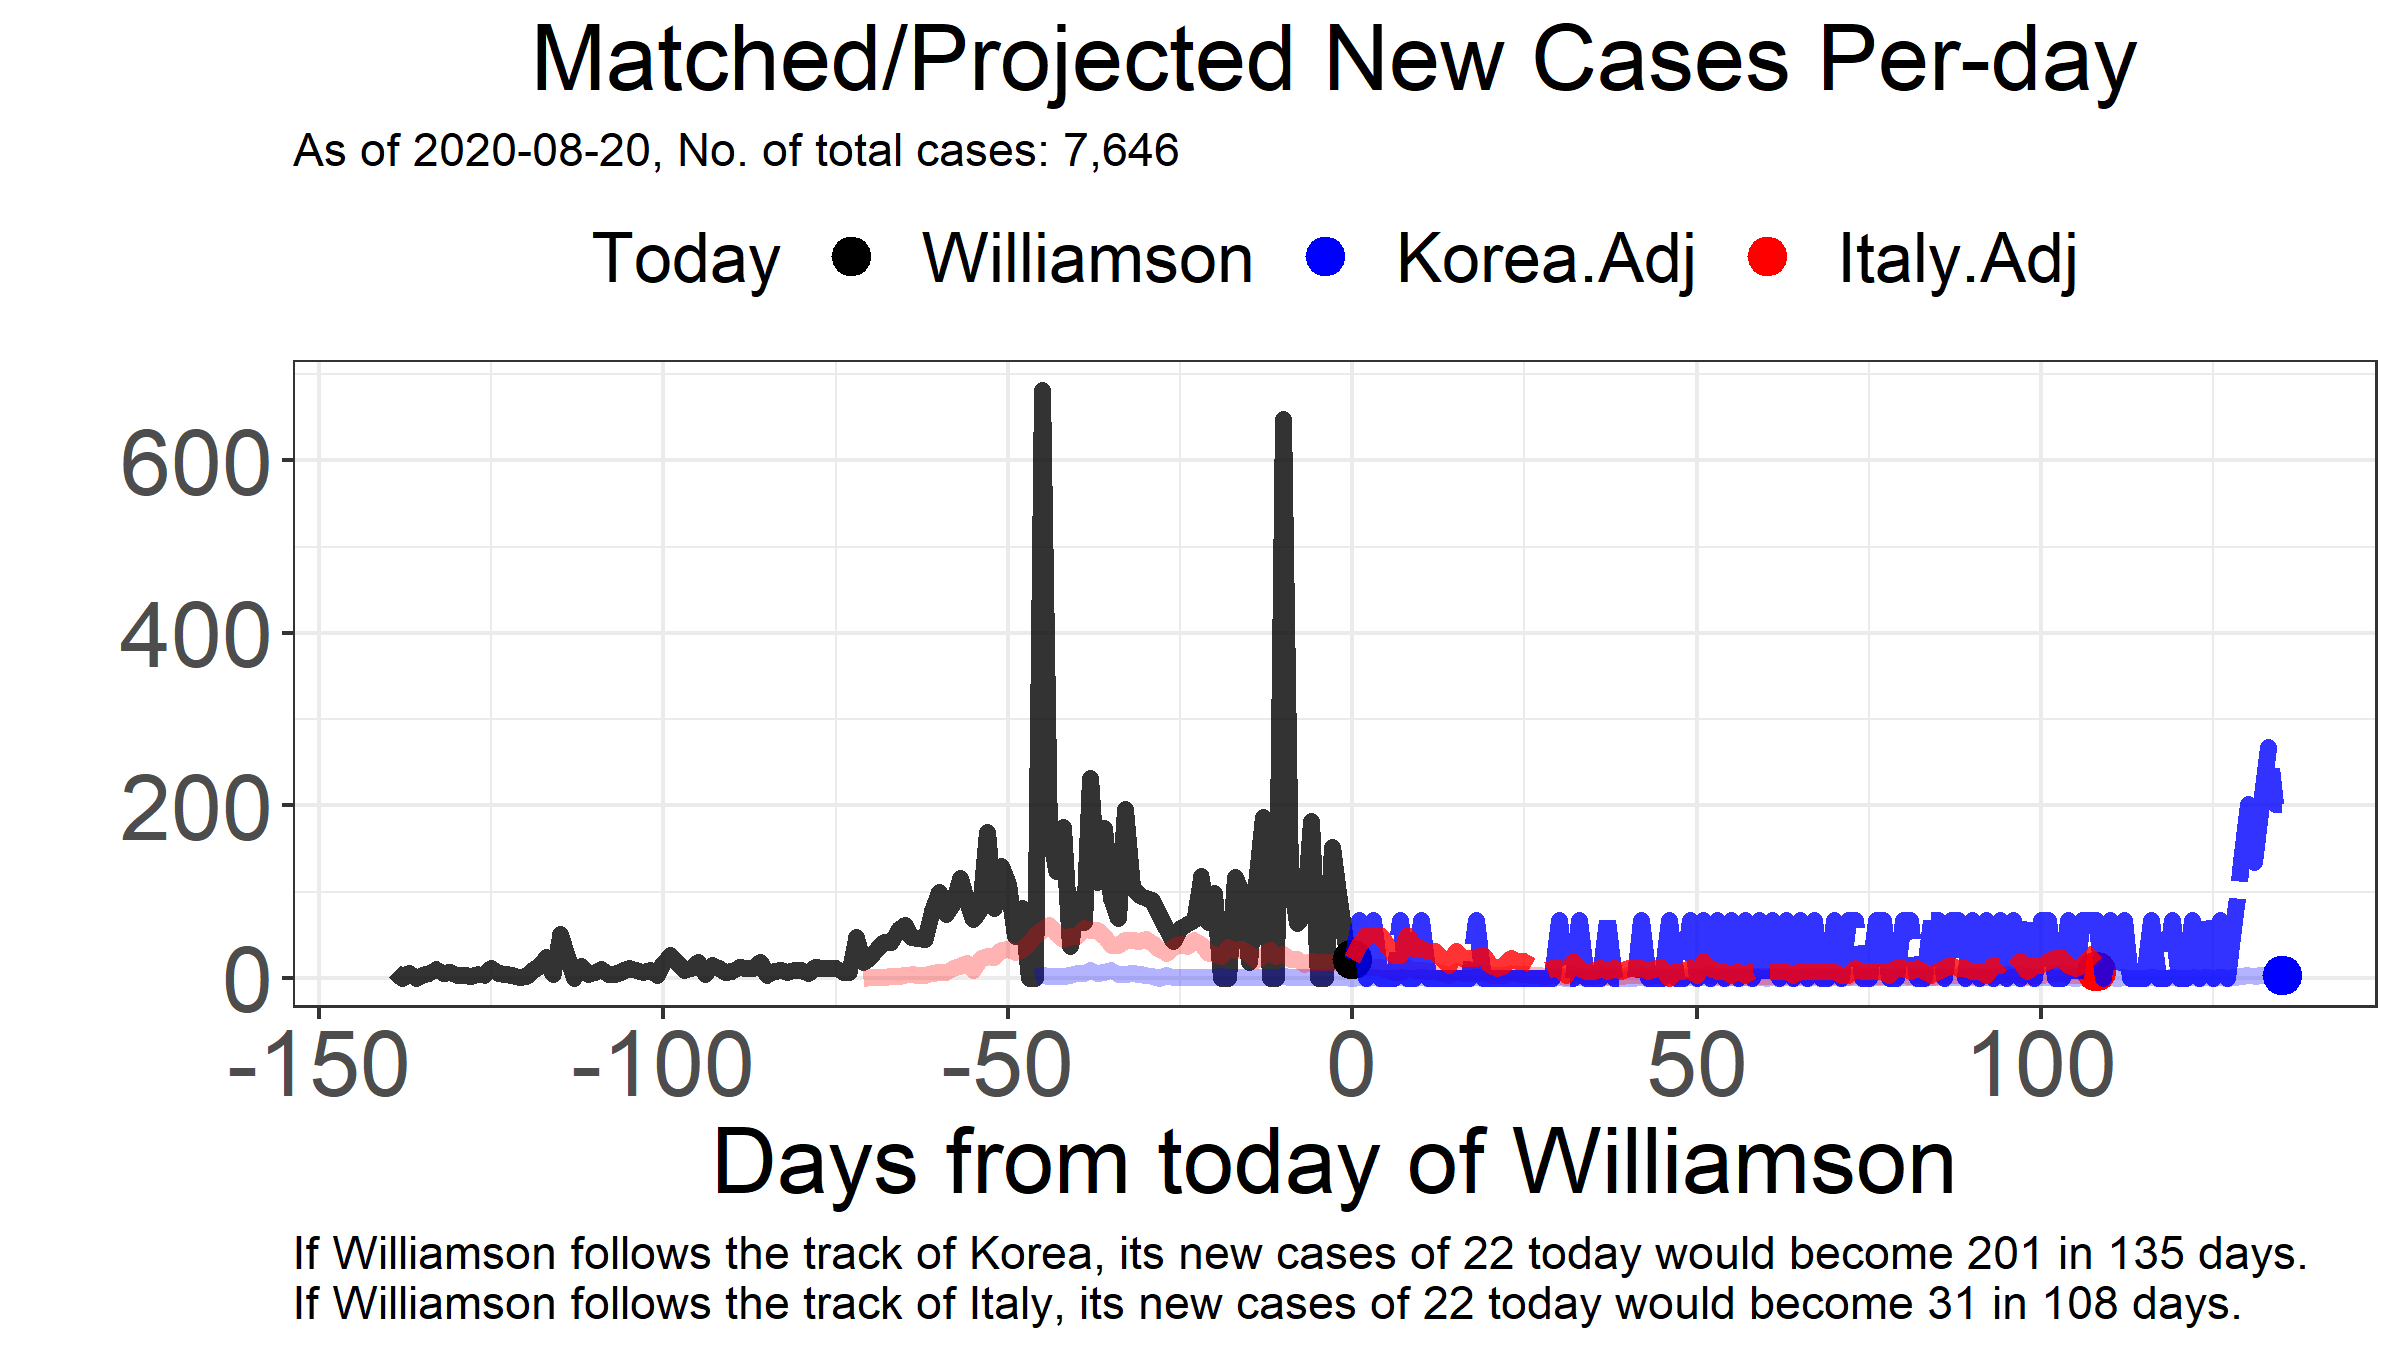 Matched/Projected New Cases Per-day
As of 2020-08-20, No. of total cases: 7,646
Today Williamson Korea.Adj Italy.Adj
600
400
200
0
-150 -100 -50 0 50 100
Days from today of Williamson
If Williamson follows the track of Korea, its new cases of 22 today would become 201 in 135 days.
If Williamson follows the track of Italy, its new cases of 22 today would become 31 in 108 days.